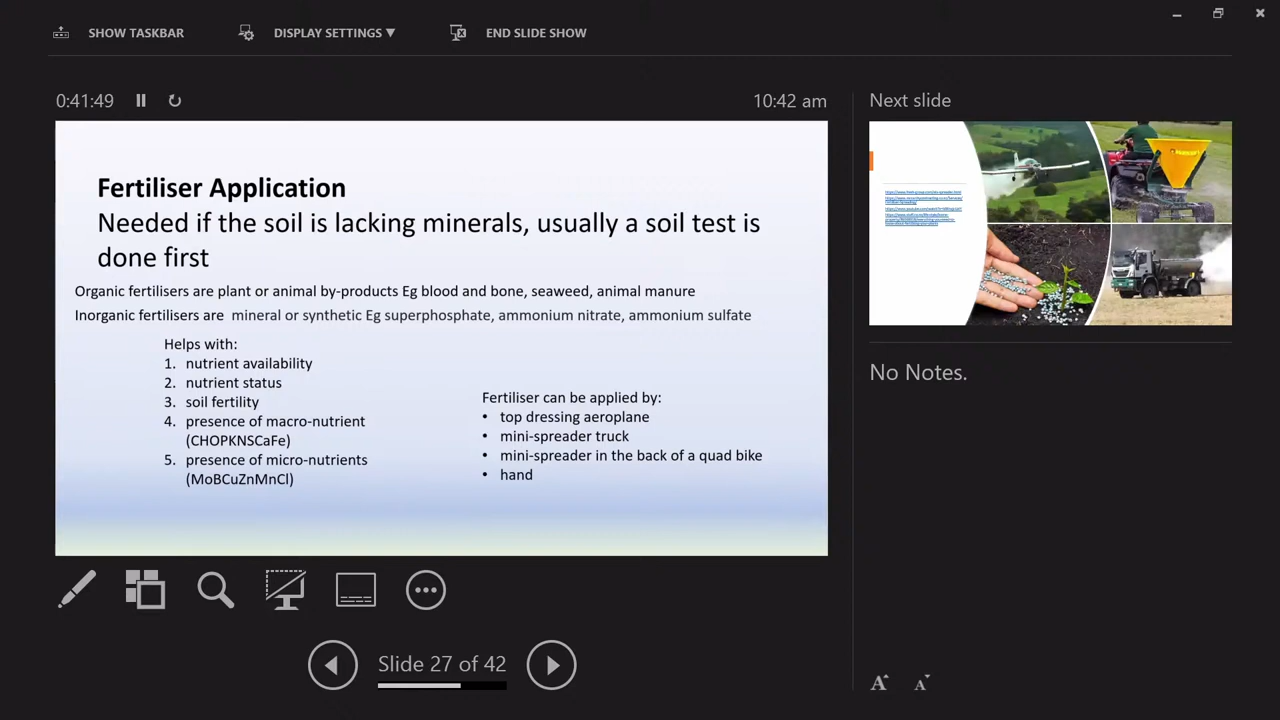 SHOW TASKBAR
DISPLAY SETTINGS ▼
END SLIDE SHOW
0:41:49
10:42 am
Next slide
Fertiliser Application
Needed if the soil is lacking minerals, usually a soil test is
done first
Organic fertilisers are plant or animal by-products Eg blood and bone, seaweed, animal manure
Inorganic fertilisers are mineral or synthetic Eg superphosphate, ammonium nitrate, ammonium sulfate
Helps with:
1. nutrient availability
2. nutrient status
3. soil fertility
4. presence of macro-nutrient
(CHOPKNSCaFe)
5. presence of micro-nutrients
(MoBCuZnMnCl)
Fertiliser can be applied by:
• top dressing aeroplane
• mini-spreader truck
• mini-spreader in the back of a quad bike
• hand
No Notes.
Slide 27 of 42
A
A